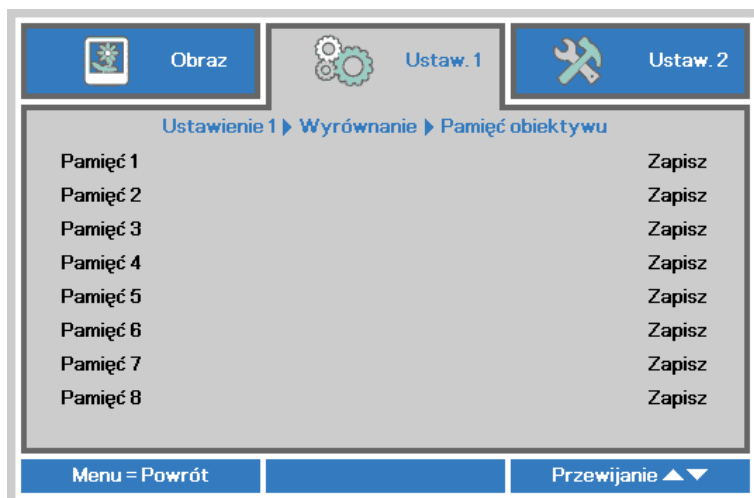 Obraz Ustaw. 1 Ustaw. 2
Ustawienie 1 ▶ Wyrównanie ▶ Pamięć obiektywu
Pamięć 1 Zapisz
Pamięć 2 Zapisz
Pamięć 3 Zapisz
Pamięć 4 Zapisz
Pamięć 5 Zapisz
Pamięć 6 Zapisz
Pamięć 7 Zapisz
Pamięć 8 Zapisz
Menu = Powrót Przewijanie ▲▼